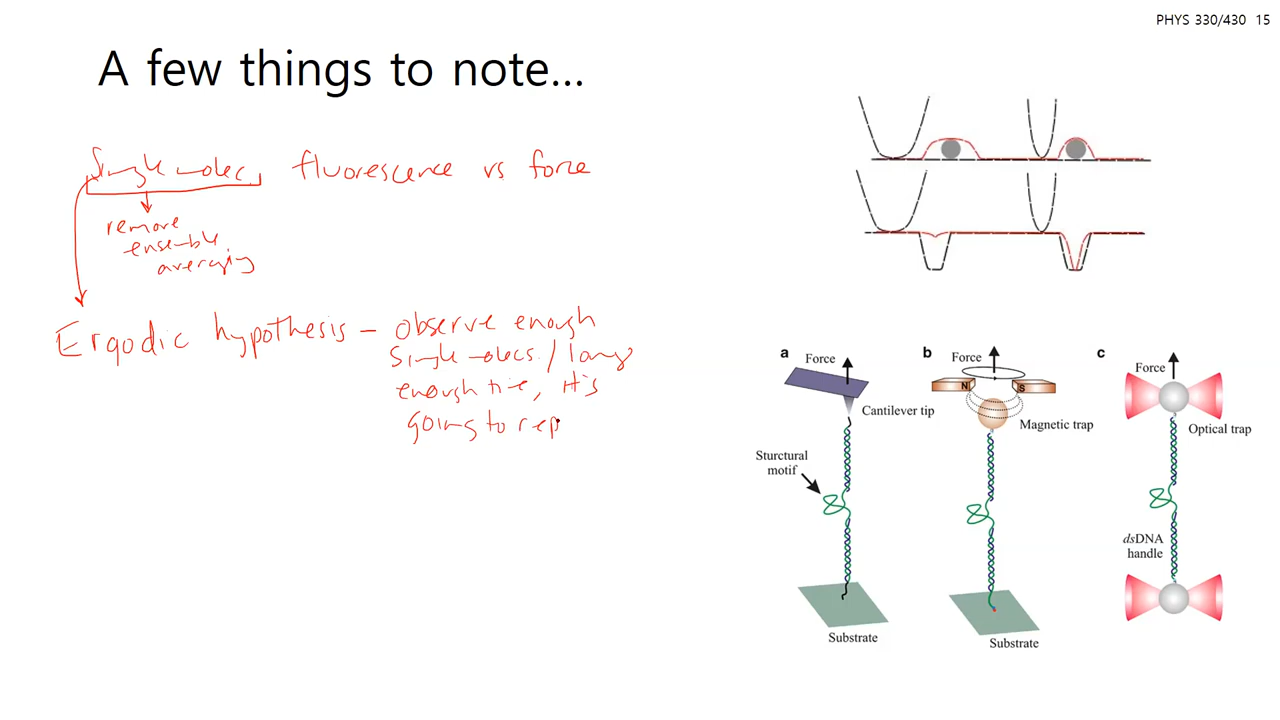 PHYS 330/430 15
A few things to note...
Single molec. fluorescence vs force
remove
ensemble
averaging
Ergodic hypothesis – observe enough
single molecs. / long
enough time, it's
going to rep
a
Force
Cantilever tip
Sturctural
motif
Substrate
b
Force
N
S
Magnetic trap
Substrate
c
Force
Optical trap
dsDNA
handle